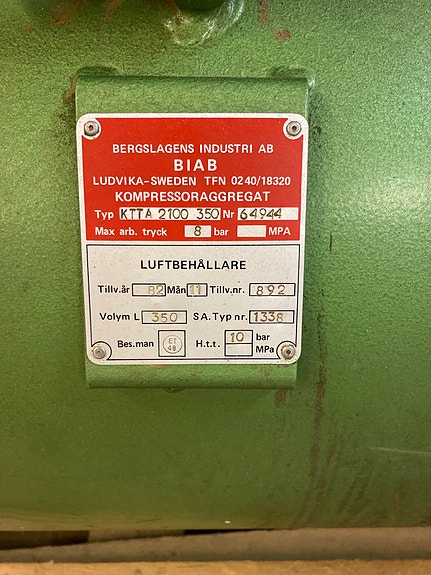 BERGSLAGENS INDUSTRI AB
BIAB
LUDVIKA-SWEDEN TFN 0240/18320
KOMPRESSORAGGREGAT
Typ KTTA 2100 350 Nr 64944
Max arb. tryck 8 bar MPA
LUFTBEHÅLLARE
Tillv.år 82 Mån 11 Tillv.nr. 892
Volym L 350 S.A. Typ nr. 1338
Bes.man ET 49 H.t.t. 10 bar
MPa